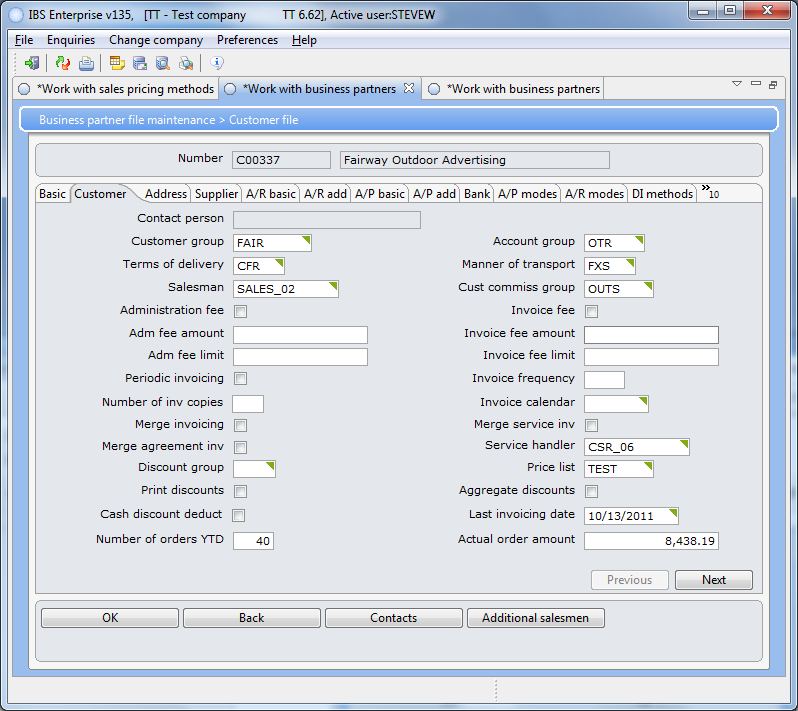 IBS Enterprise v135, [TT - Test company TT 6.62], Active user:STEVEW
File Enquiries Change company Preferences Help
*Work with sales pricing methods *Work with business partners *Work with business partners
Business partner file maintenance > Customer file
Number C00337 Fairway Outdoor Advertising
Basic Customer Address Supplier A/R basic A/R add A/P basic A/P add Bank A/P modes A/R modes DI methods »10
Contact person
Customer group FAIR Account group OTR
Terms of delivery CFR Manner of transport FXS
Salesman SALES_02 Cust commiss group OUTS
Administration fee Invoice fee
Adm fee amount Invoice fee amount
Adm fee limit Invoice fee limit
Periodic invoicing Invoice frequency
Number of inv copies Invoice calendar
Merge invoicing Merge service inv
Merge agreement inv Service handler CSR_06
Discount group Price list TEST
Print discounts Aggregate discounts
Cash discount deduct Last invoicing date 10/13/2011
Number of orders YTD 40 Actual order amount 8,438.19
Previous Next
OK Back Contacts Additional salesmen